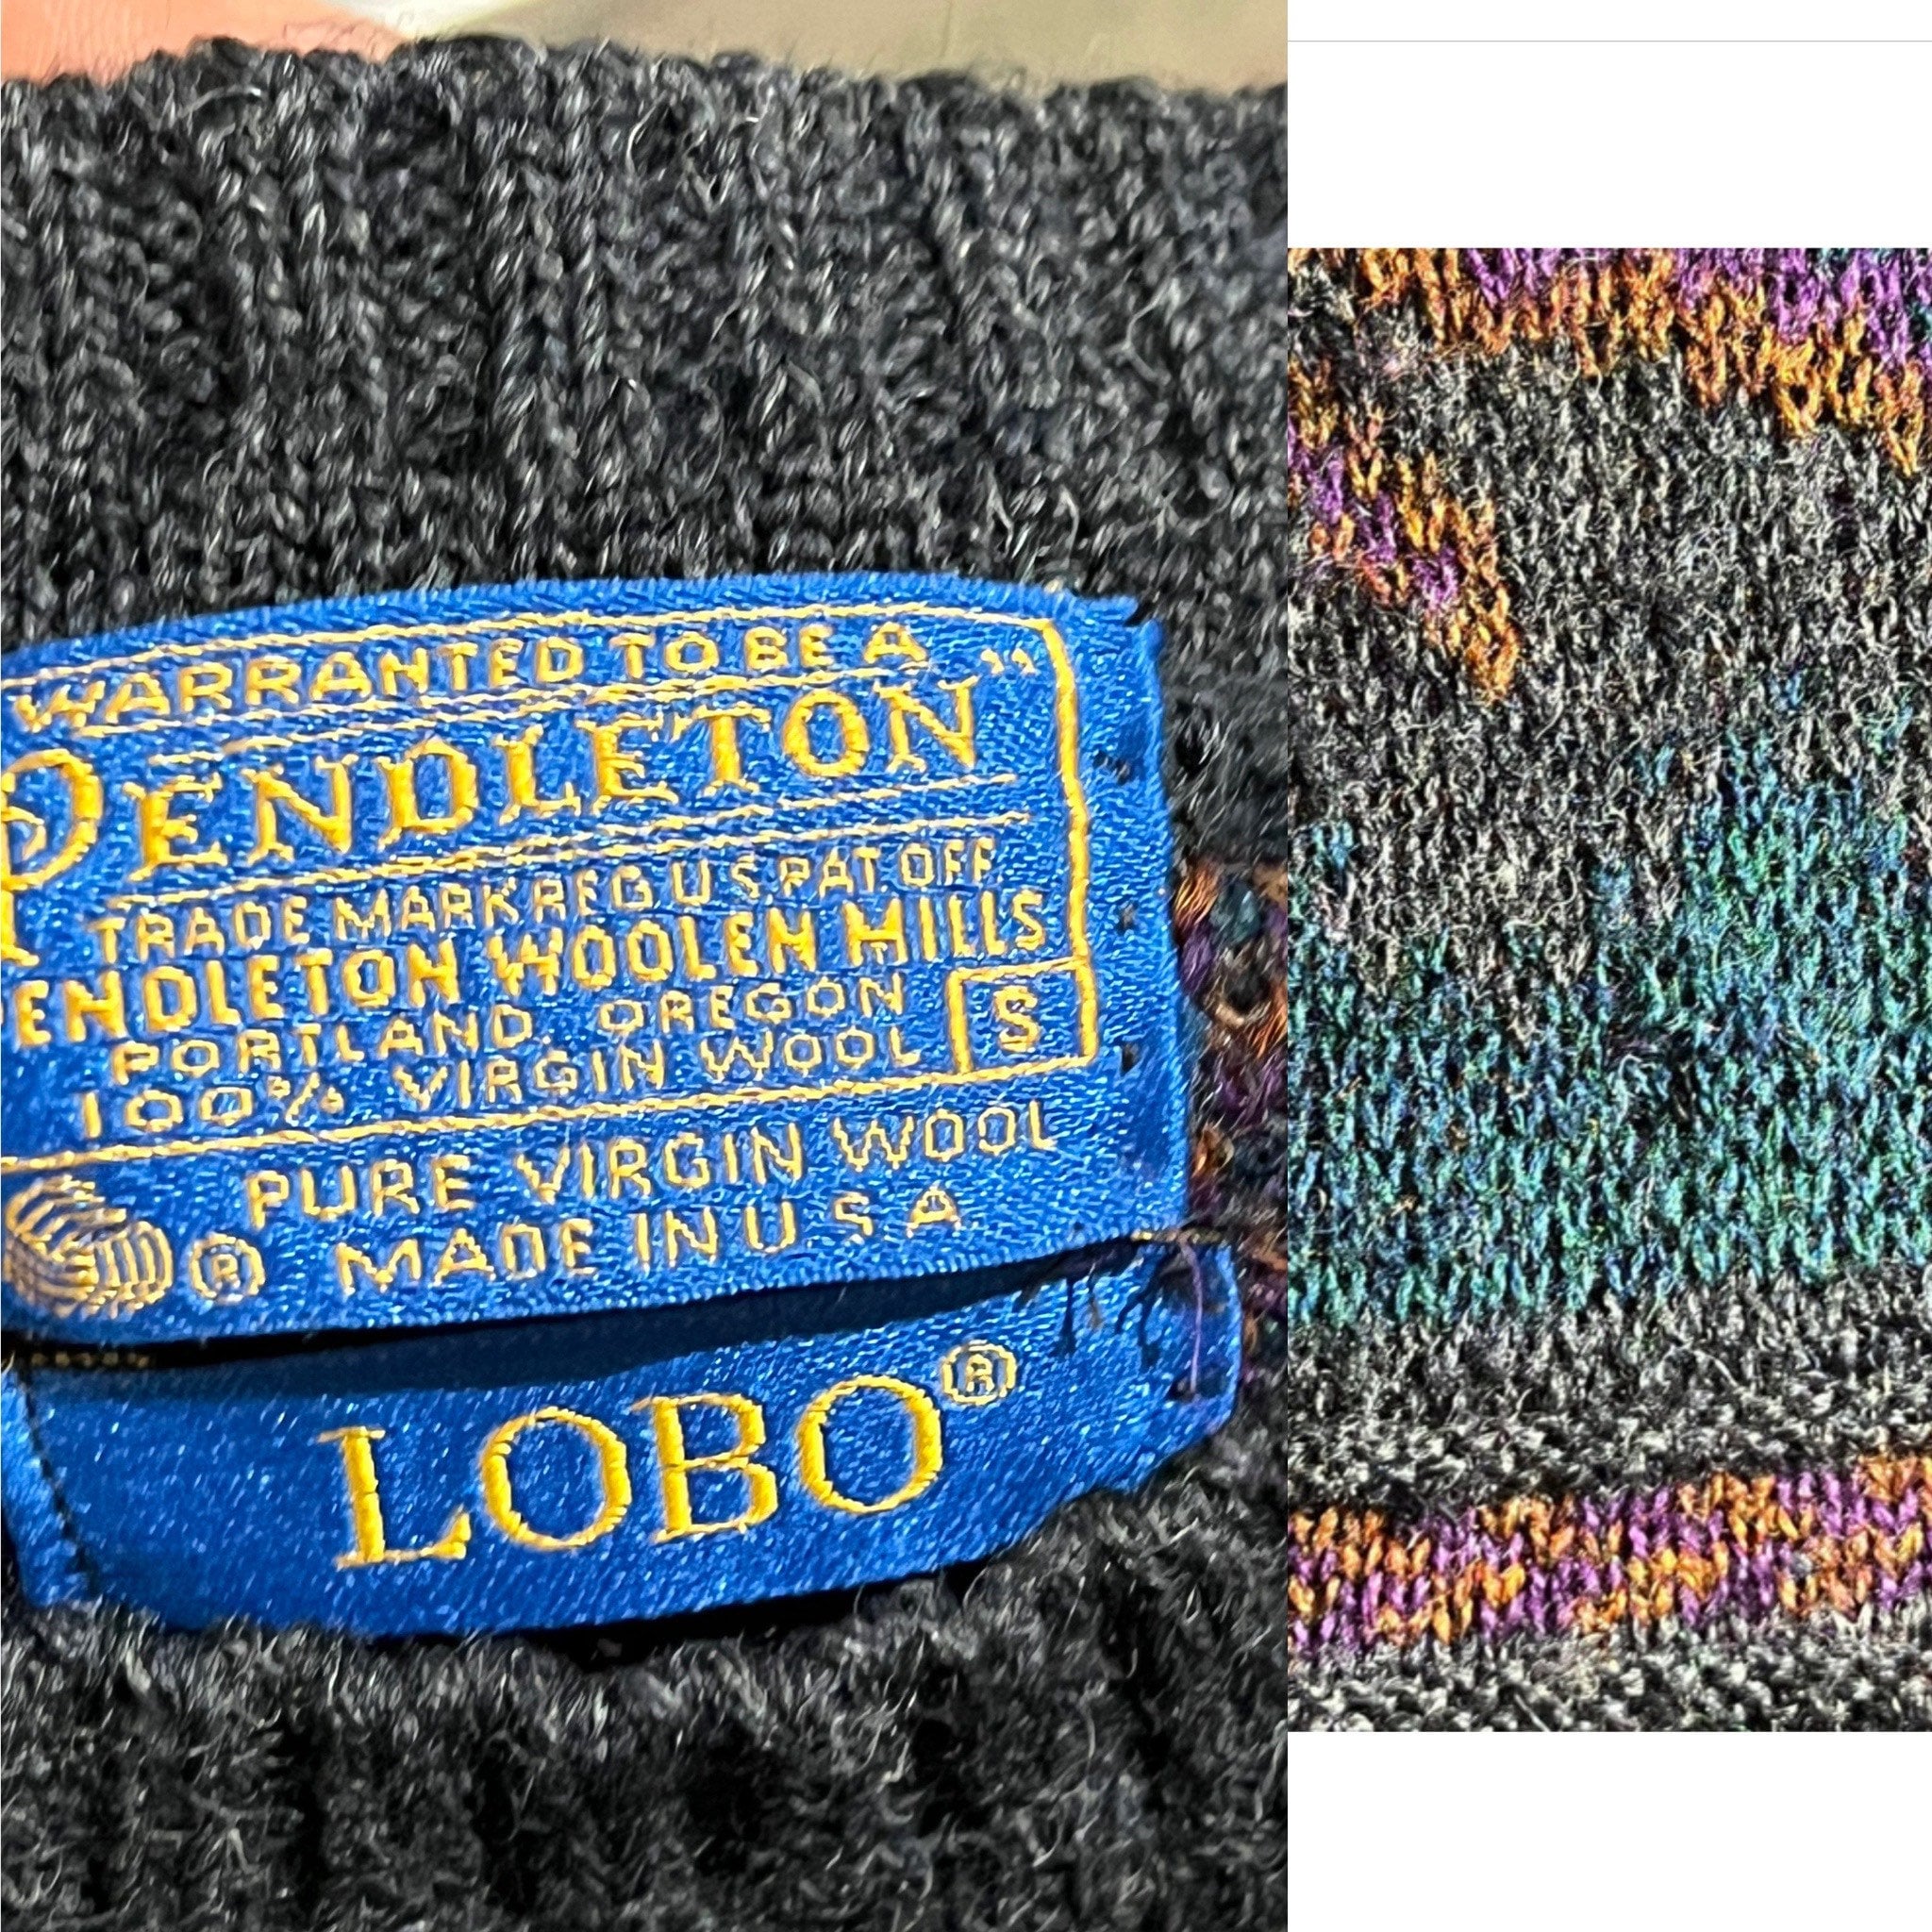 WARRANTED TO BE A
PENDLETON
TRADE MARK REG U S PAT. OFF.
PENDLETON WOOLEN MILLS
PORTLAND, OREGON
S
100% VIRGIN WOOL
PURE VIRGIN WOOL
® MADE IN U S A
LOBO®